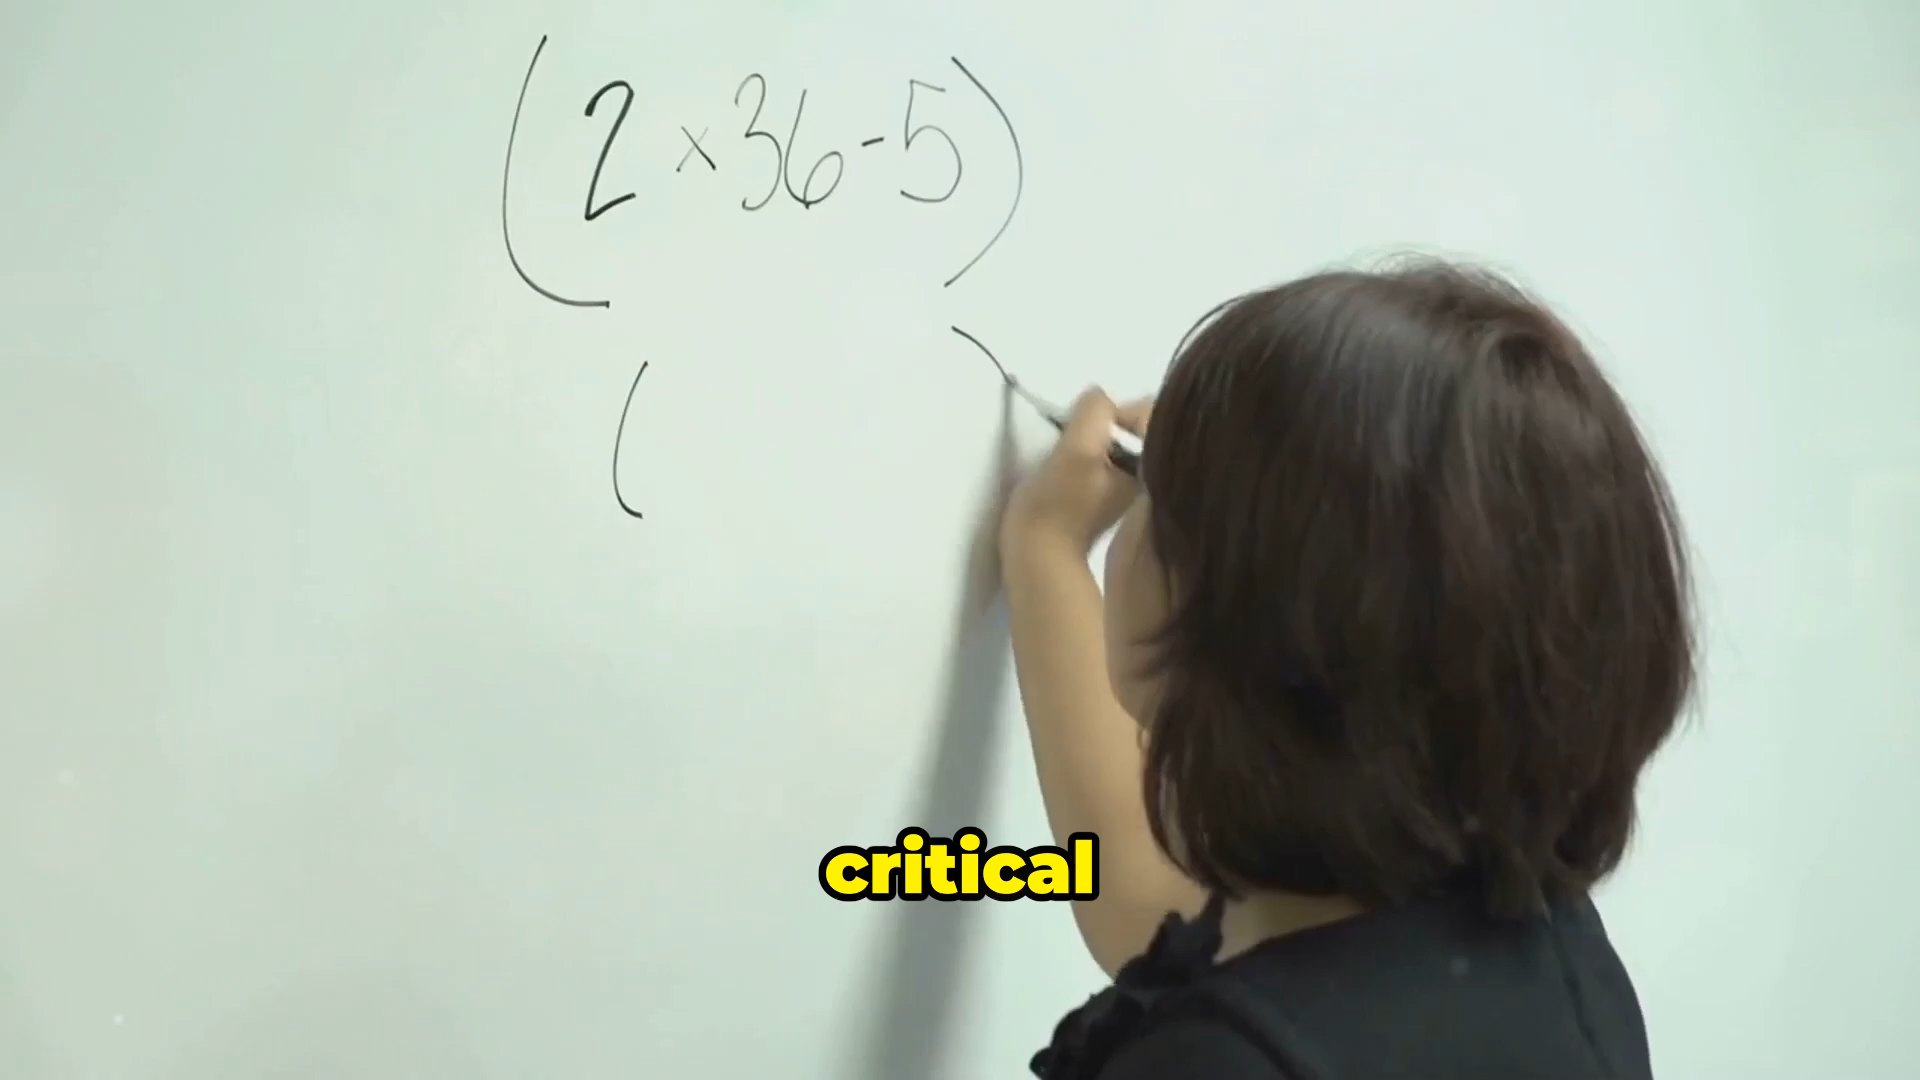 (2 × 36 - 5)
( )
critical